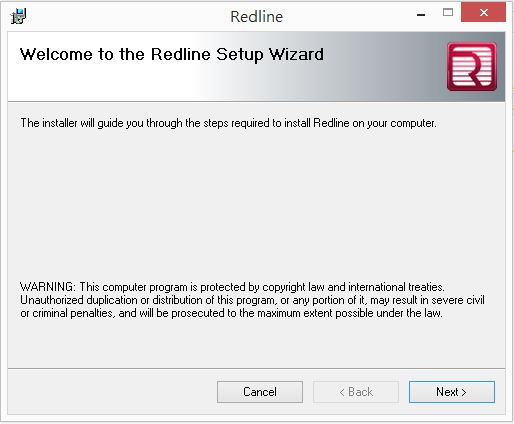 Redline
Welcome to the Redline Setup Wizard
R
The installer will guide you through the steps required to install Redline on your computer.
WARNING: This computer program is protected by copyright law and international treaties.
Unauthorized duplication or distribution of this program, or any portion of it, may result in severe civil
or criminal penalties, and will be prosecuted to the maximum extent possible under the law.
Cancel
< Back
Next >